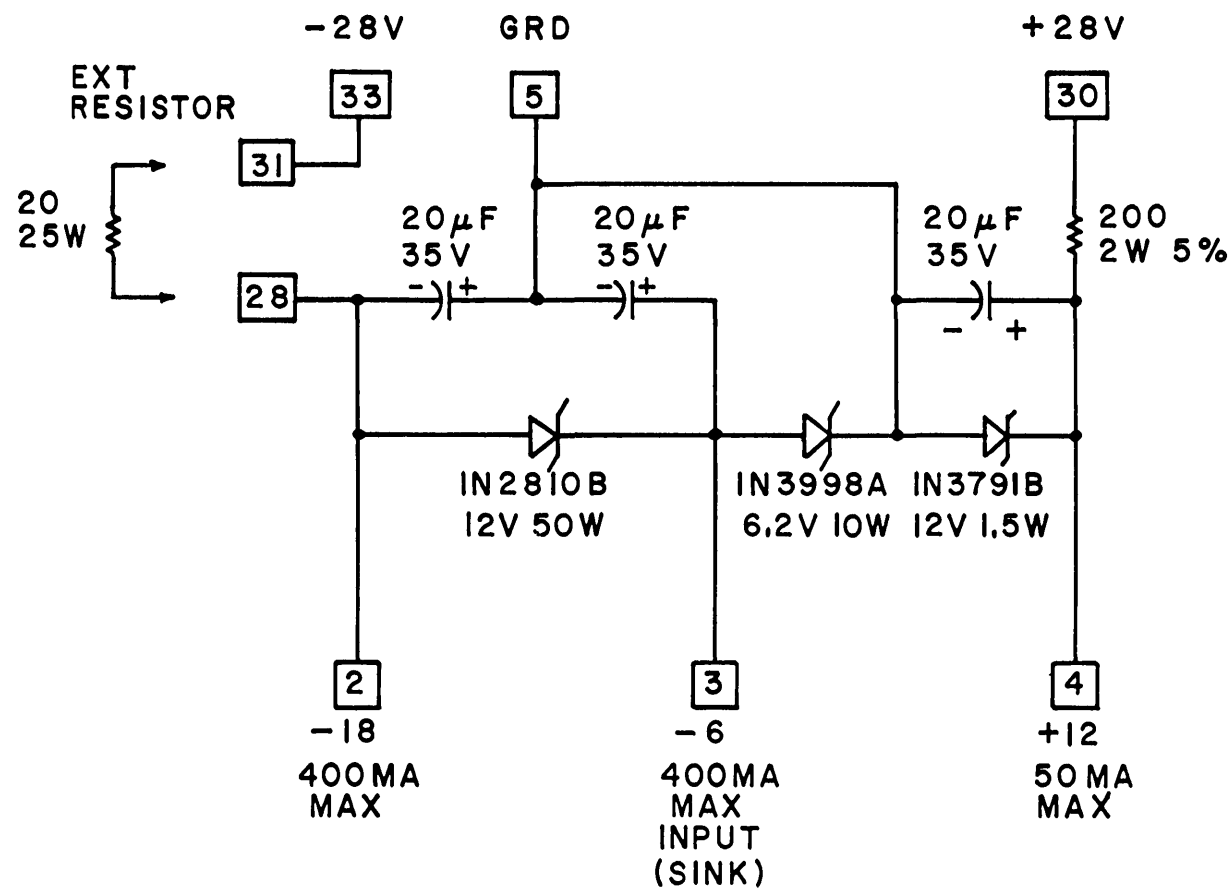 -28V
GRD
+28V
EXT
RESISTOR
33
5
30
31
20
25W
20μF
35V
20μF
35V
20μF
35V
200
2W 5%
28
- +
- +
- +
IN2810B
12V 50W
IN3998A
6.2V 10W
IN3791B
12V 1.5W
2
3
4
-18
400MA
MAX
-6
400MA
MAX
INPUT
(SINK)
+12
50MA
MAX